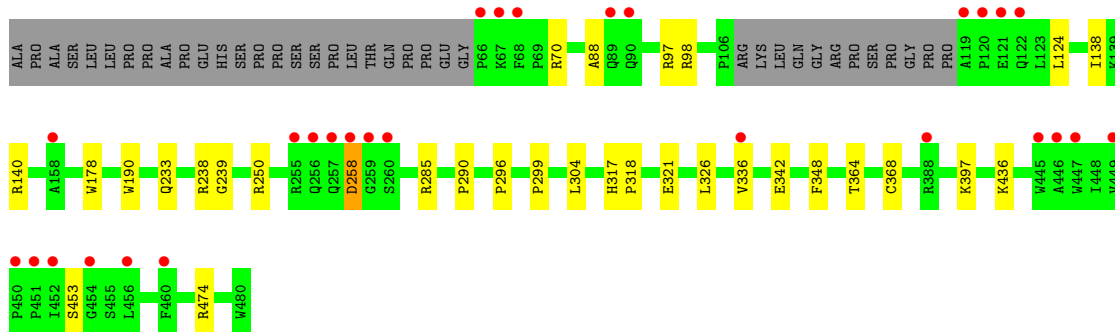 ALA PRO ALA SER LEU LEU PRO PRO PRO ALA PRO GLU HIS SER PRO PRO SER SER PRO LEU THR GLN PRO PRO GLU GLY P66 K67 F68 P69 R70 A88 Q89 Q90 R97 R98 P106 ARG LYS LEU GLN GLY ARG PRO SER PRO GLY PRO PRO A119 P120 E121 Q122 L123 L124 I138 K139
R140 A158 W178 W190 Q233 R238 G239 R250 R255 Q256 Q257 D258 G259 S260 R285 P290 P296 P299 L304 H317 P318 E321 L326 V336 E342 F348 T364 C368 R388 K397 K436 W445 A446 W447 I448 V449
P450 P451 I452 S453 G454 S455 L456 F460 R474 W480